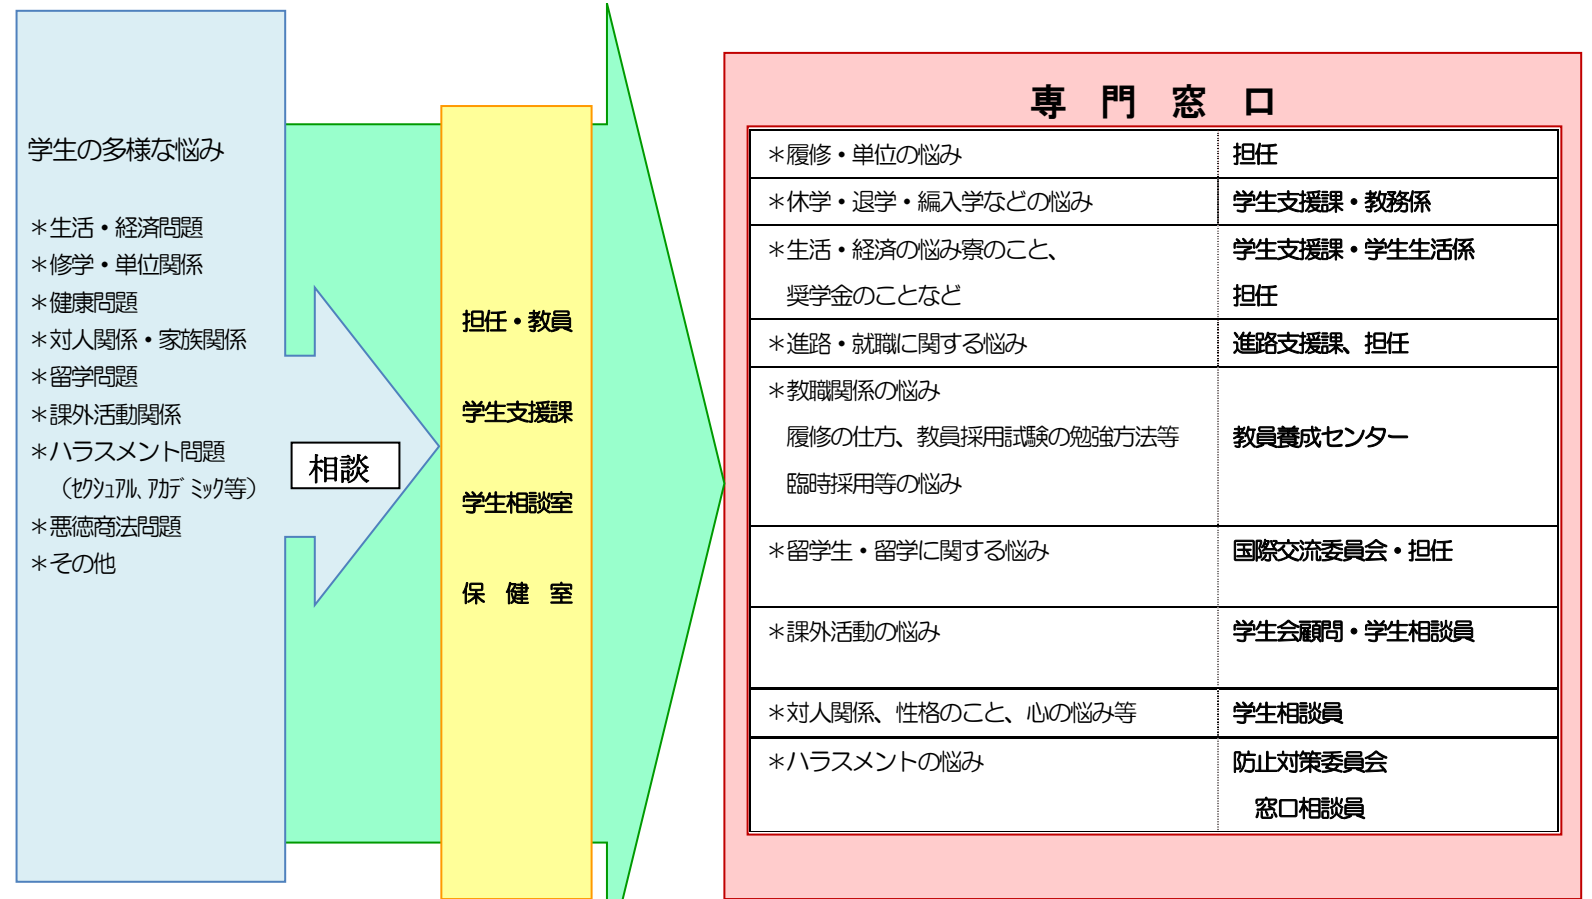 学生の多様な悩み
＊生活・経済問題
＊修学・単位関係
＊健康問題
＊対人関係・家族関係
＊留学問題
＊課外活動関係
＊ハラスメント問題
（ｾｸｼｭｱﾙ､ｱｶﾃﾞﾐｯｸ等）
＊悪徳商法問題
＊その他
相談
担任・教員
学生支援課
学生相談室
保　健　室
専　門　窓　口
＊履修・単位の悩み　担任
＊休学・退学・編入学などの悩み　学生支援課・教務係
＊生活・経済の悩み寮のこと、　学生支援課・学生生活係
奨学金のことなど　担任
＊進路・就職に関する悩み　進路支援課、担任
＊教職関係の悩み
履修の仕方、教員採用試験の勉強方法等　教員養成センター
臨時採用等の悩み
＊留学生・留学に関する悩み　国際交流委員会・担任
＊課外活動の悩み　学生会顧問・学生相談員
＊対人関係、性格のこと、心の悩み等　学生相談員
＊ハラスメントの悩み　防止対策委員会
窓口相談員